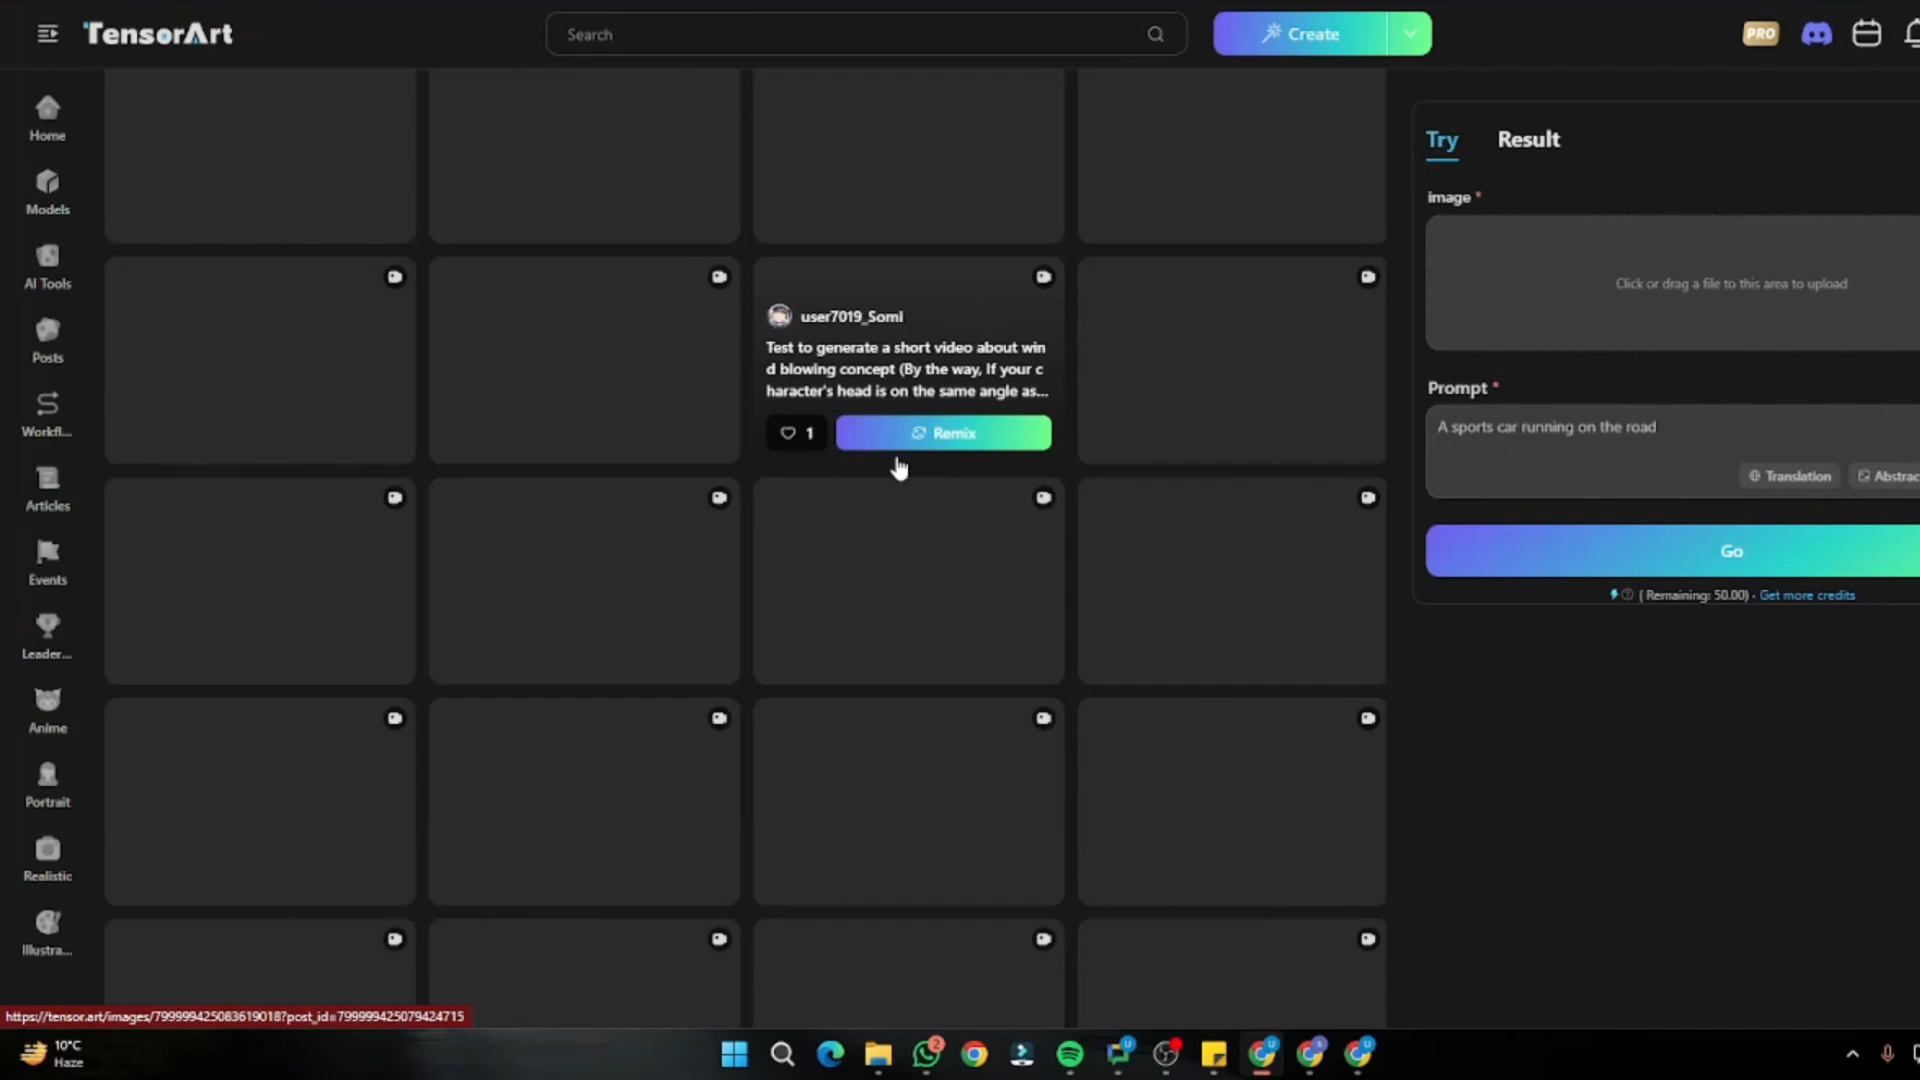 TensorArt
Search
Create
PRO
Home
Models
AI Tools
Posts
Workfl...
Articles
Events
Leader...
Anime
Portrait
Realistic
Illustra...
user7019_Somi
Test to generate a short video about win
d blowing concept (By the way, If your c
haracter's head is on the same angle as...
1
Remix
Try Result
image *
Click or drag a file to this area to upload
Prompt *
A sports car running on the road
Translation
Abstrac
Go
( Remaining: 50.00) · Get more credits
https://tensor.art/images/799999425083619018?post_id=799999425079424715
10°C
Haze
2
U
U
S
U